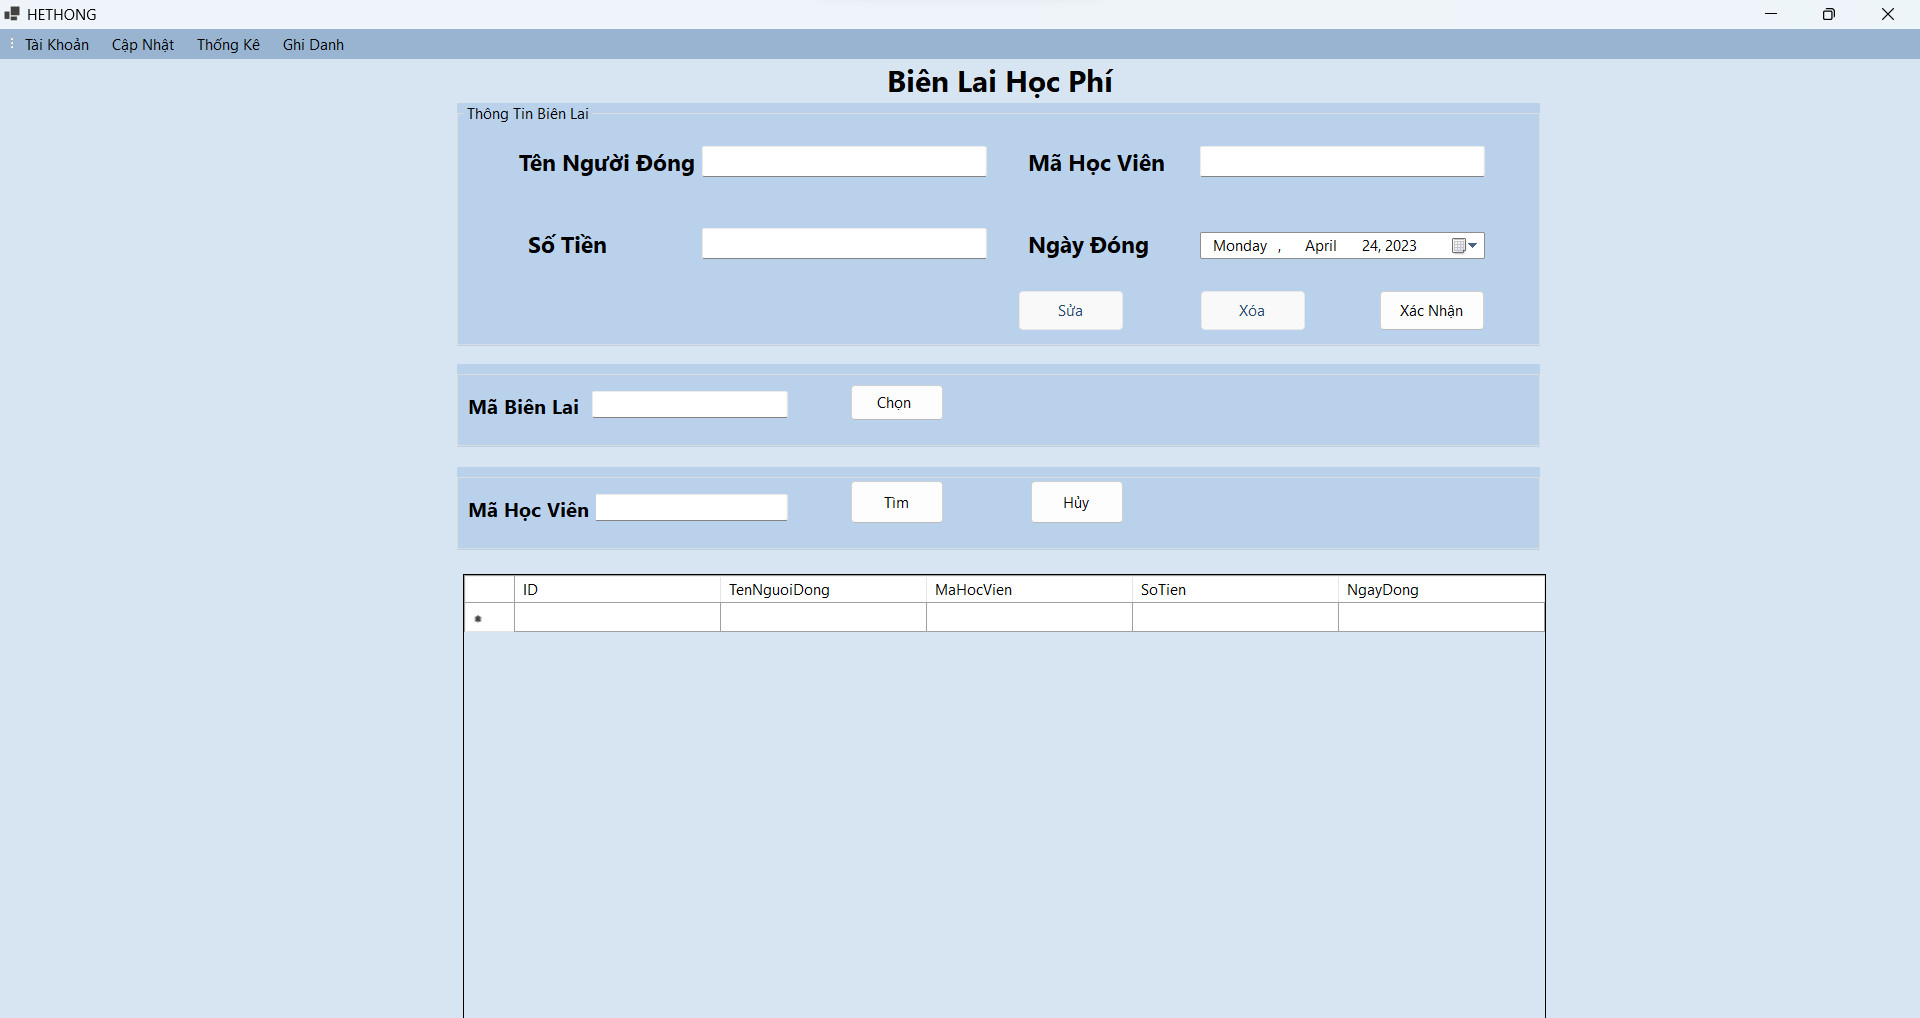 HETHONG
Tài Khoản Cập Nhật Thống Kê Ghi Danh
Biên Lai Học Phí
Thông Tin Biên Lai
Tên Người Đóng Mã Học Viên
Số Tiền Ngày Đóng Monday , April 24, 2023
Sửa Xóa Xác Nhận
Mã Biên Lai Chọn
Mã Học Viên Tìm Hủy
ID TenNguoiDong MaHocVien SoTien NgayDong